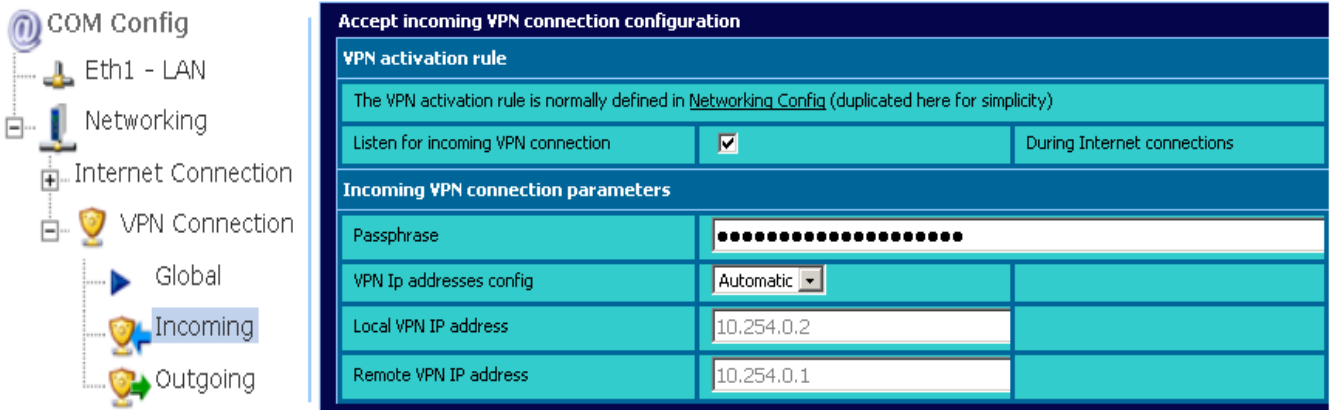 COM Config
Eth1 - LAN
Networking
Internet Connection
VPN Connection
Global
Incoming
Outgoing
Accept incoming VPN connection configuration
VPN activation rule
The VPN activation rule is normally defined in Networking Config (duplicated here for simplicity)
Listen for incoming VPN connection During Internet connections
Incoming VPN connection parameters
Passphrase ●●●●●●●●●●●●●●●●●●●●
VPN Ip addresses config Automatic
Local VPN IP address 10.254.0.2
Remote VPN IP address 10.254.0.1